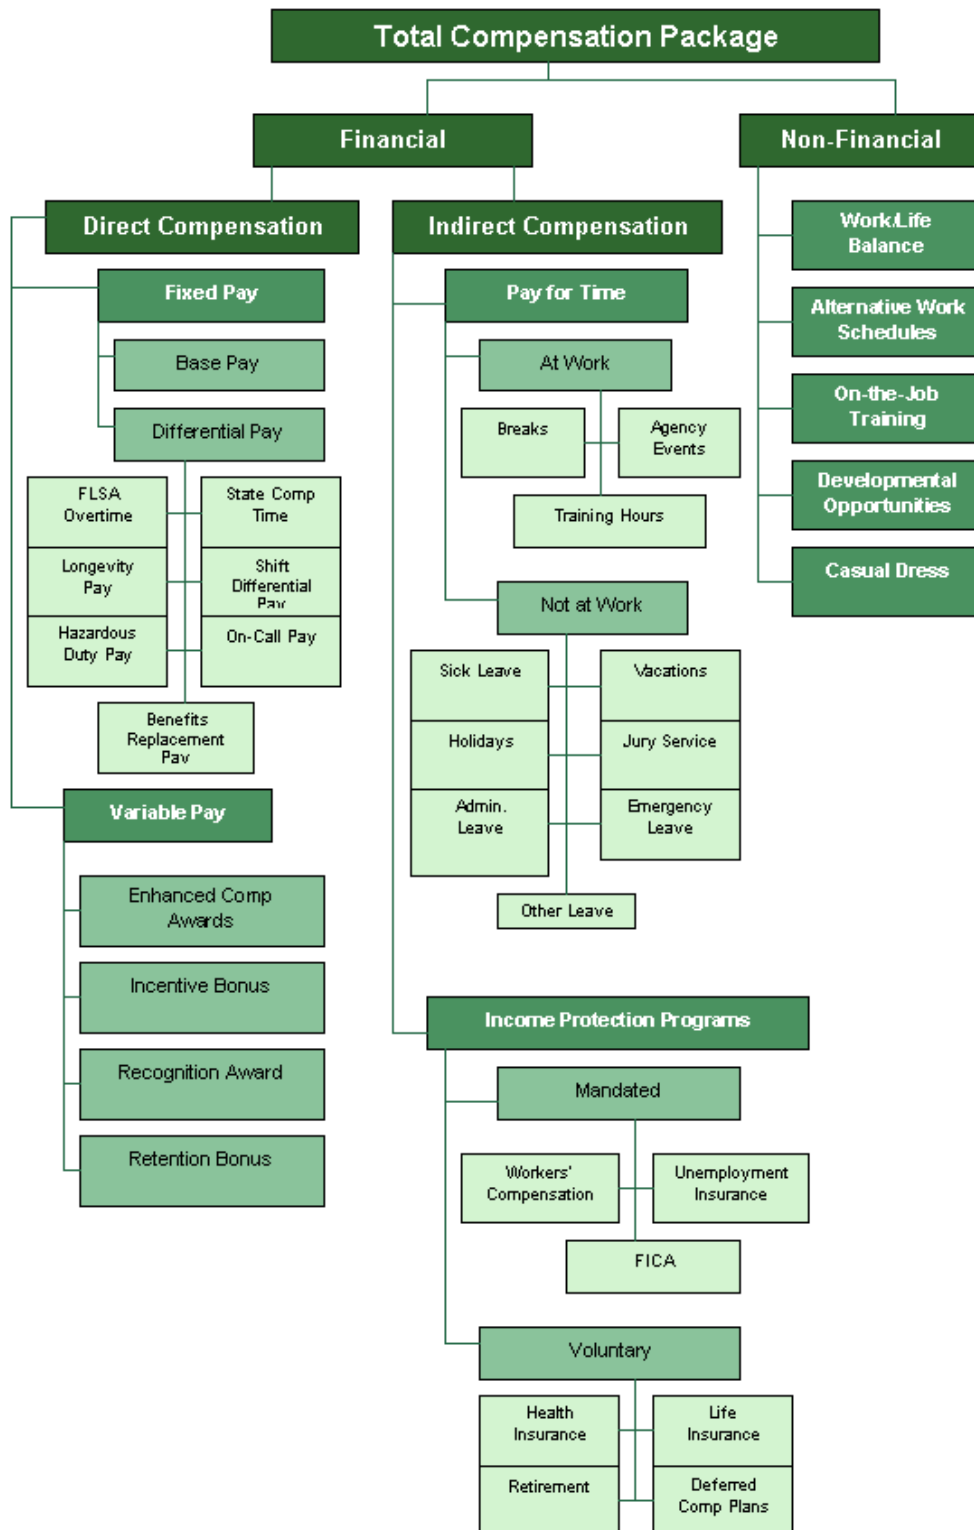 Total Compensation Package
Financial
Non-Financial
Direct Compensation
Indirect Compensation
Work/Life
Balance
Fixed Pay
Pay for Time
Alternative Work
Schedules
Base Pay
At Work
On-the-Job
Training
Differential Pay
Breaks
Agency
Events
Developmental
Opportunities
FLSA
Overtime
State Comp
Time
Training Hours
Longevity
Pay
Shift
Differential
Pay
Casual Dress
Not at Work
Hazardous
Duty Pay
On-Call Pay
Sick Leave
Vacations
Benefits
Replacement
Pay
Holidays
Jury Service
Variable Pay
Admin.
Leave
Emergency
Leave
Enhanced Comp
Awards
Other Leave
Incentive Bonus
Income Protection Programs
Recognition Award
Mandated
Retention Bonus
Workers'
Compensation
Unemployment
Insurance
FICA
Voluntary
Health
Insurance
Life
Insurance
Retirement
Deferred
Comp Plans